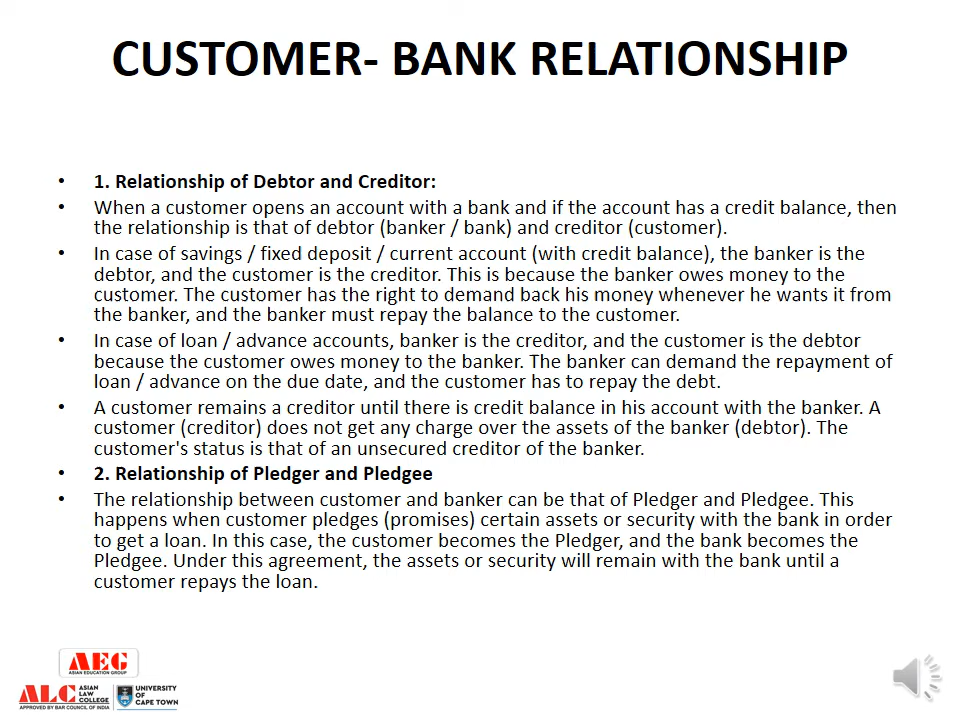 CUSTOMER- BANK RELATIONSHIP
• 1. Relationship of Debtor and Creditor:
• When a customer opens an account with a bank and if the account has a credit balance, then
the relationship is that of debtor (banker / bank) and creditor (customer).
• In case of savings / fixed deposit / current account (with credit balance), the banker is the
debtor, and the customer is the creditor. This is because the banker owes money to the
customer. The customer has the right to demand back his money whenever he wants it from
the banker, and the banker must repay the balance to the customer.
• In case of loan / advance accounts, banker is the creditor, and the customer is the debtor
because the customer owes money to the banker. The banker can demand the repayment of
loan / advance on the due date, and the customer has to repay the debt.
• A customer remains a creditor until there is credit balance in his account with the banker. A
customer (creditor) does not get any charge over the assets of the banker (debtor). The
customer's status is that of an unsecured creditor of the banker.
• 2. Relationship of Pledger and Pledgee
• The relationship between customer and banker can be that of Pledger and Pledgee. This
happens when customer pledges (promises) certain assets or security with the bank in order
to get a loan. In this case, the customer becomes the Pledger, and the bank becomes the
Pledgee. Under this agreement, the assets or security will remain with the bank until a
customer repays the loan.
AEG
ASIAN EDUCATION GROUP
ALC
ASIAN
LAW
COLLEGE
APPROVED BY BAR COUNCIL OF INDIA
UNIVERSITY
OF
CAPE TOWN